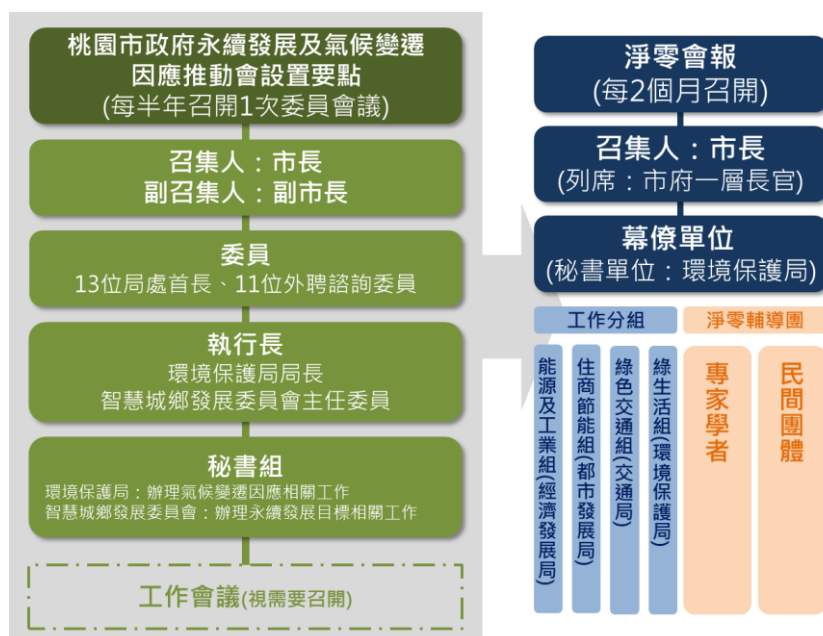 桃園市政府永續發展及氣候變遷
因應推動會設置要點
(每半年召開1次委員會議)
召集人：市長
副召集人：副市長
委員
13位局處首長、11位外聘諮詢委員
執行長
環境保護局局長
智慧城鄉發展委員會主任委員
秘書組
環境保護局：辦理氣候變遷因應相關工作
智慧城鄉發展委員會：辦理永續發展目標相關工作
工作會議(視需要召開)
淨零會報
(每2個月召開)
召集人：市長
(列席：市府一層長官)
幕僚單位
(秘書單位：環境保護局)
工作分組
能源及工業組(經濟發展局)
住商節能組(都市發展局)
綠色交通組(交通局)
綠生活組(環境保護局)
淨零輔導團
專家學者
民間團體